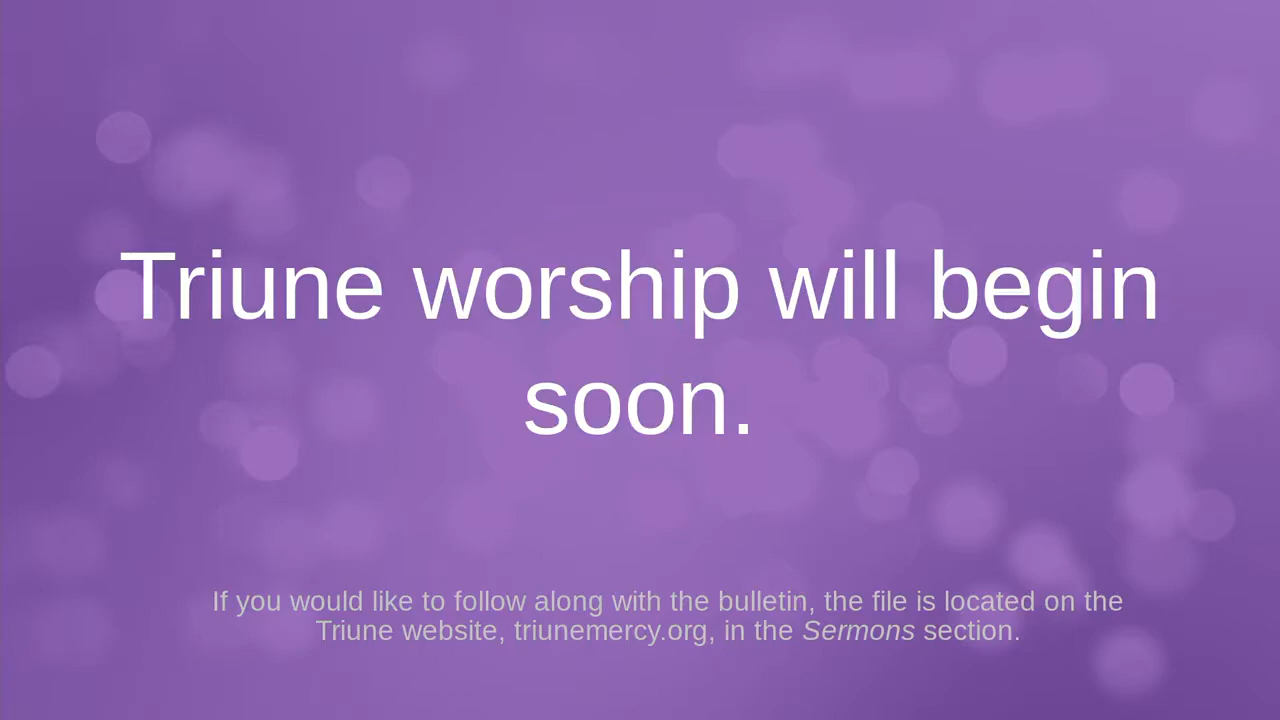 Triune worship will begin
soon.
If you would like to follow along with the bulletin, the file is located on the
Triune website, triunemercy.org, in the Sermons section.